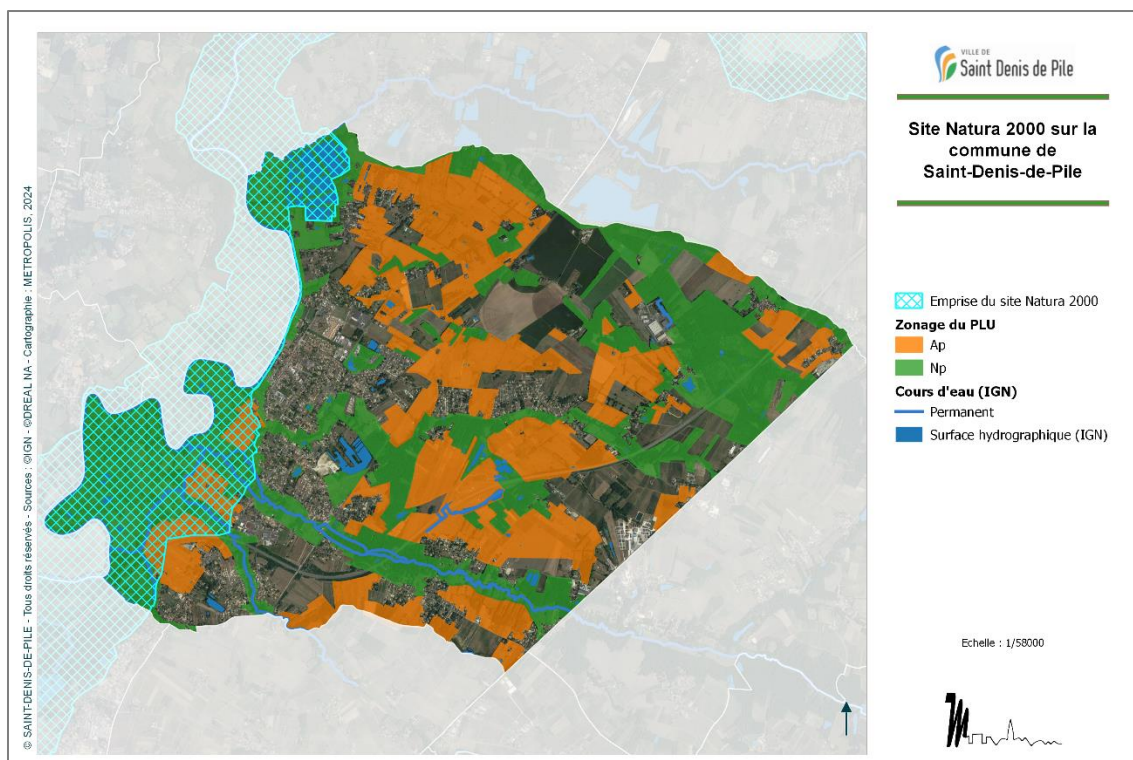 VILLE DE
Saint Denis de Pile
Site Natura 2000 sur la
commune de
Saint-Denis-de-Pile
Emprise du site Natura 2000
Zonage du PLU
Ap
Np
Cours d'eau (IGN)
Permanent
Surface hydrographique (IGN)
Echelle : 1/58000
© SAINT-DENIS-DE-PILE - Tous droits réservés - Sources : ©IGN - ©DREAL NA - Cartographie : METROPOLIS, 2024